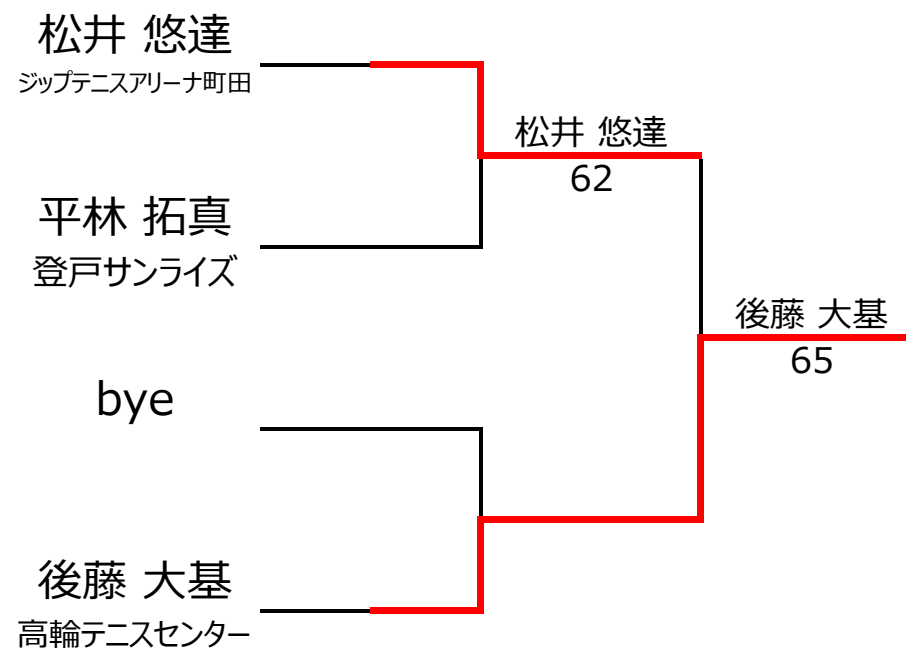 松井 悠達
ジップテニスアリーナ町田
松井 悠達
62
平林 拓真
登戸サンライズ
後藤 大基
65
bye
後藤 大基
高輪テニスセンター